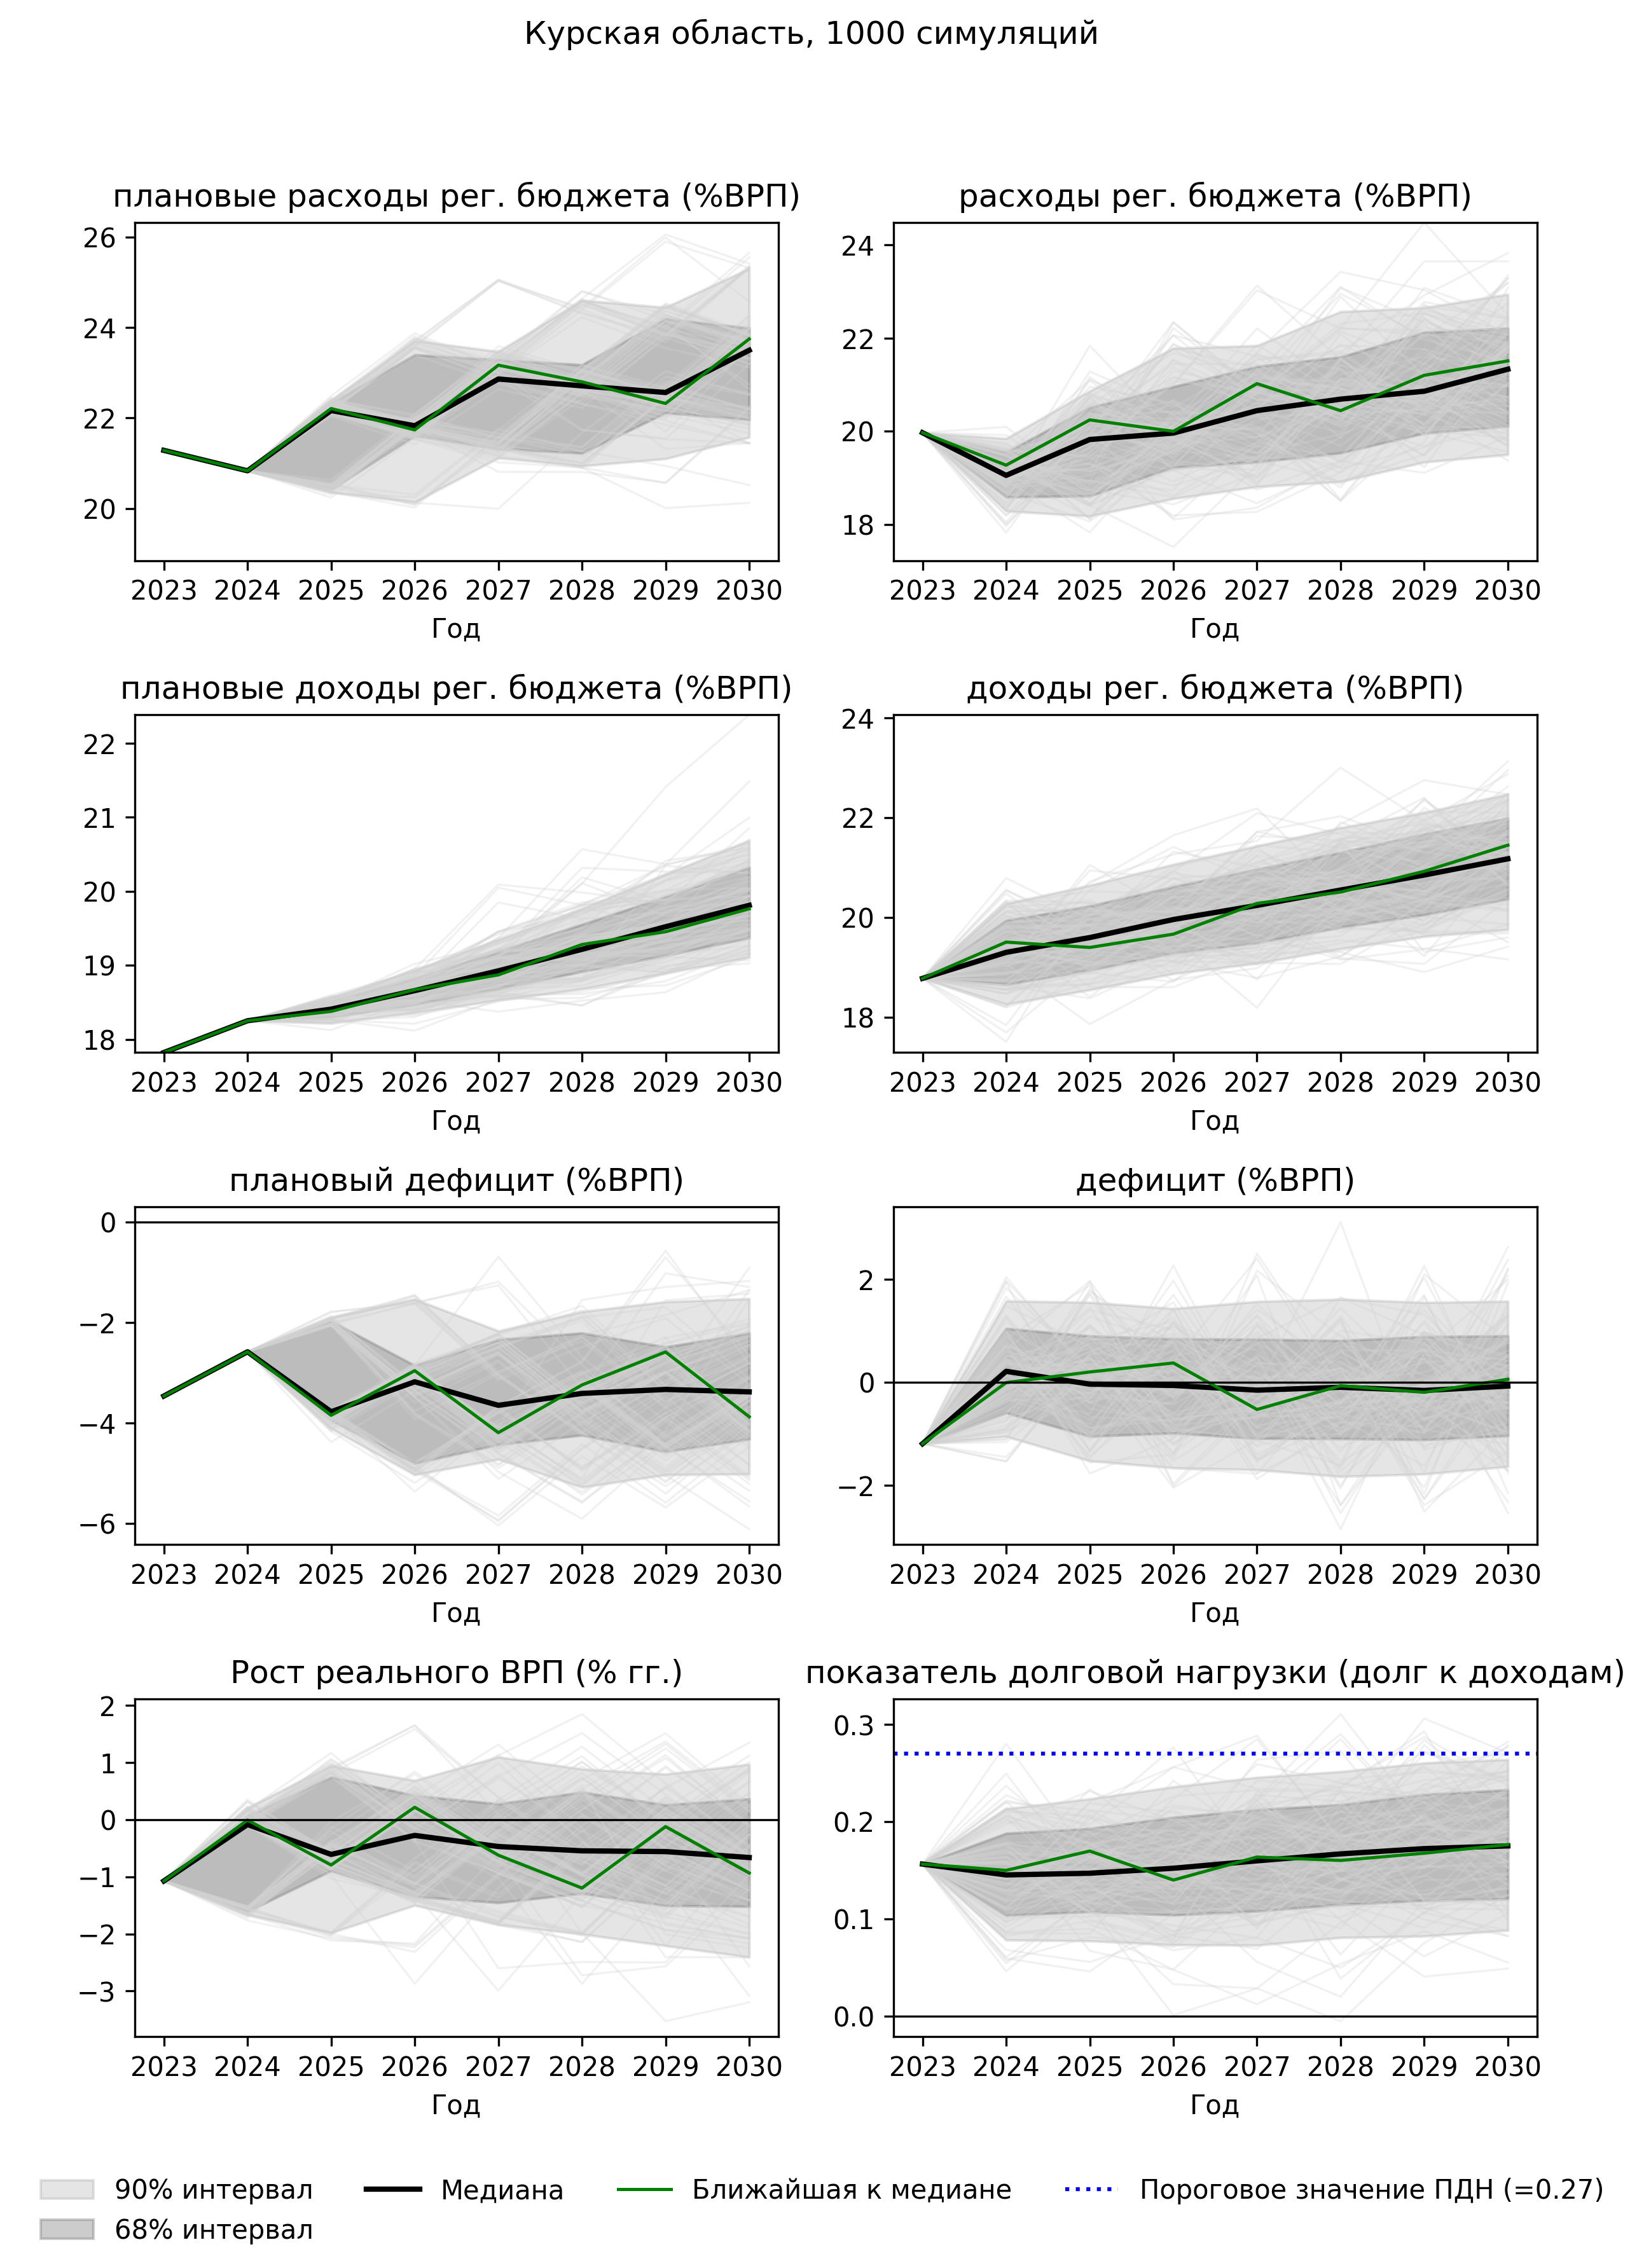 Курская область, 1000 симуляций
плановые расходы рег. бюджета (%ВРП)
26
24
22
20
2023 2024 2025 2026 2027 2028 2029 2030
Год
расходы рег. бюджета (%ВРП)
24
22
20
18
2023 2024 2025 2026 2027 2028 2029 2030
Год
плановые доходы рег. бюджета (%ВРП)
22
21
20
19
18
2023 2024 2025 2026 2027 2028 2029 2030
Год
доходы рег. бюджета (%ВРП)
24
22
20
18
2023 2024 2025 2026 2027 2028 2029 2030
Год
плановый дефицит (%ВРП)
0
−2
−4
−6
2023 2024 2025 2026 2027 2028 2029 2030
Год
дефицит (%ВРП)
2
0
−2
2023 2024 2025 2026 2027 2028 2029 2030
Год
Рост реального ВРП (% гг.)
2
1
0
−1
−2
−3
2023 2024 2025 2026 2027 2028 2029 2030
Год
показатель долговой нагрузки (долг к доходам)
0.3
0.2
0.1
0.0
2023 2024 2025 2026 2027 2028 2029 2030
Год
90% интервал
68% интервал
Медиана
Ближайшая к медиане
Пороговое значение ПДН (=0.27)